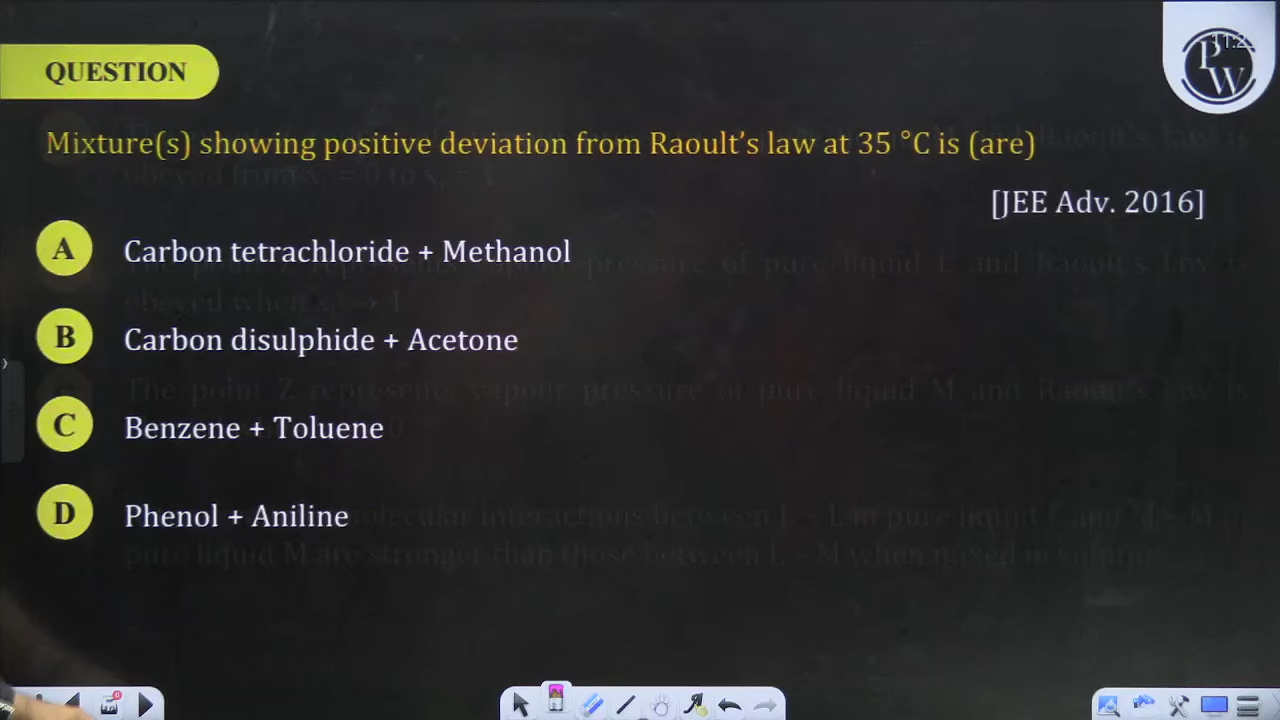 QUESTION
PW
Mixture(s) showing positive deviation from Raoult's law at 35 °C is (are)
[JEE Adv. 2016]
A Carbon tetrachloride + Methanol
B Carbon disulphide + Acetone
C Benzene + Toluene
D Phenol + Aniline